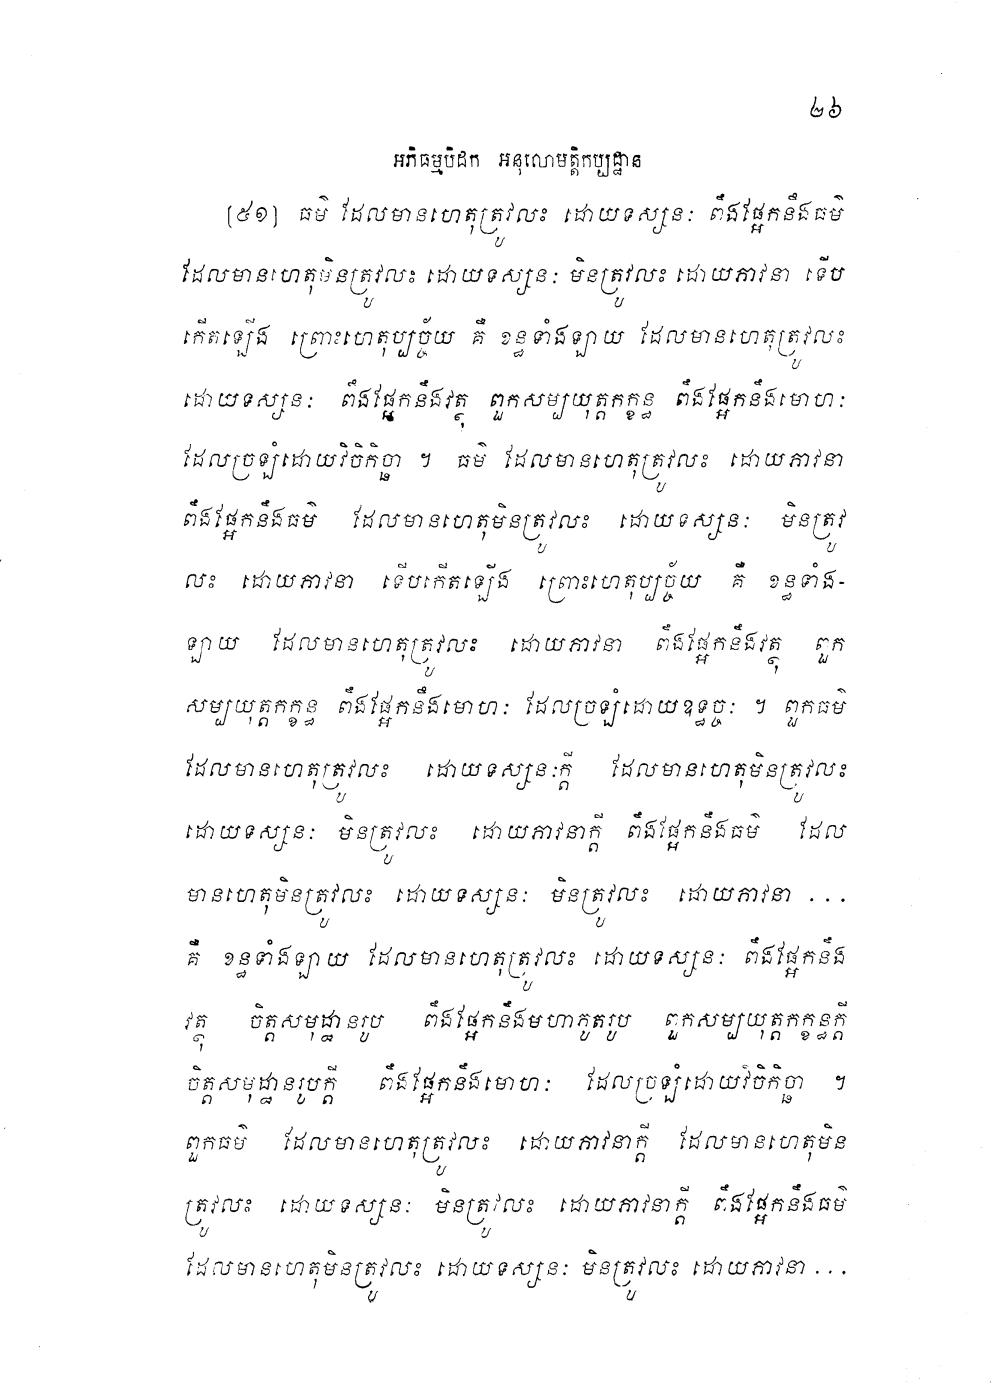 ២៦
អភិធម្មបិដក អនុលោមត្តិកប្បដ្ឋាន
[៥១] ធម៌ ដែលមានហេតុត្រូវលះ ដោយទស្សនៈ ពឹងផ្អែកនឹងធម៌
ដែលមានហេតុមិនត្រូវលះ ដោយទស្សនៈ មិនត្រូវលះ ដោយភាវនា ទើប
កើតឡើង ព្រោះហេតុប្បច្ច័យ គឺ ខន្ធទាំងឡាយ ដែលមានហេតុត្រូវលះ
ដោយទស្សនៈ ពឹងផ្អែកនឹងវត្ថុ ពួកសម្បយុត្តកក្ខន្ធ ពឹងផ្អែកនឹងមោហៈ
ដែលច្រឡំដោយវិចិកិច្ឆា ។ ធម៌ ដែលមានហេតុត្រូវលះ ដោយភាវនា
ពឹងផ្អែកនឹងធម៌ ដែលមានហេតុមិនត្រូវលះ ដោយទស្សនៈ មិនត្រូវ
លះ ដោយភាវនា ទើបកើតឡើង ព្រោះហេតុប្បច្ច័យ គឺ ខន្ធទាំង-
ឡាយ ដែលមានហេតុត្រូវលះ ដោយភាវនា ពឹងផ្អែកនឹងវត្ថុ ពួក
សម្បយុត្តកក្ខន្ធ ពឹងផ្អែកនឹងមោហៈ ដែលច្រឡំដោយឧទ្ធច្ចៈ ។ ពួកធម៌
ដែលមានហេតុត្រូវលះ ដោយទស្សនៈក្តី ដែលមានហេតុមិនត្រូវលះ
ដោយទស្សនៈ មិនត្រូវលះ ដោយភាវនាក្តី ពឹងផ្អែកនឹងធម៌ ដែល
មានហេតុមិនត្រូវលះ ដោយទស្សនៈ មិនត្រូវលះ ដោយភាវនា ...
គឺ ខន្ធទាំងឡាយ ដែលមានហេតុត្រូវលះ ដោយទស្សនៈ ពឹងផ្អែកនឹង
វត្ថុ ចិត្តសមុដ្ឋានរូប ពឹងផ្អែកនឹងមហាភូតរូប ពួកសម្បយុត្តកក្ខន្ធក្តី
ចិត្តសមុដ្ឋានរូបក្តី ពឹងផ្អែកនឹងមោហៈ ដែលច្រឡំដោយវិចិកិច្ឆា ។
ពួកធម៌ ដែលមានហេតុត្រូវលះ ដោយភាវនាក្តី ដែលមានហេតុមិន
ត្រូវលះ ដោយទស្សនៈ មិនត្រូវលះ ដោយភាវនាក្តី ពឹងផ្អែកនឹងធម៌
ដែលមានហេតុមិនត្រូវលះ ដោយទស្សនៈ មិនត្រូវលះ ដោយភាវនា ...